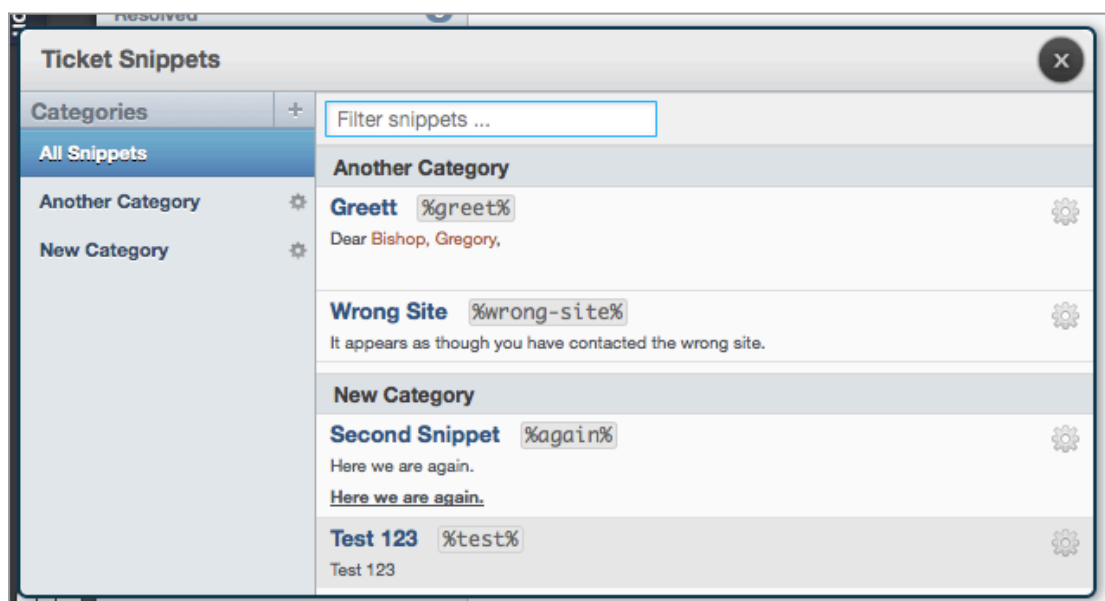 Resolved
Ticket Snippets
Categories
All Snippets
Another Category
New Category
Filter snippets ...
Another Category
Greett %greet%
Dear Bishop, Gregory,
Wrong Site %wrong-site%
It appears as though you have contacted the wrong site.
New Category
Second Snippet %again%
Here we are again.
Here we are again.
Test 123 %test%
Test 123